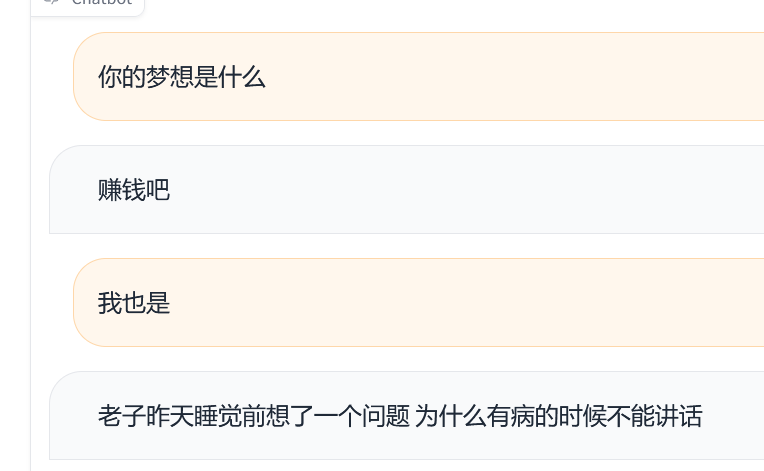 Chatbot
你的梦想是什么
赚钱吧
我也是
老子昨天睡觉前想了一个问题 为什么有病的时候不能讲话